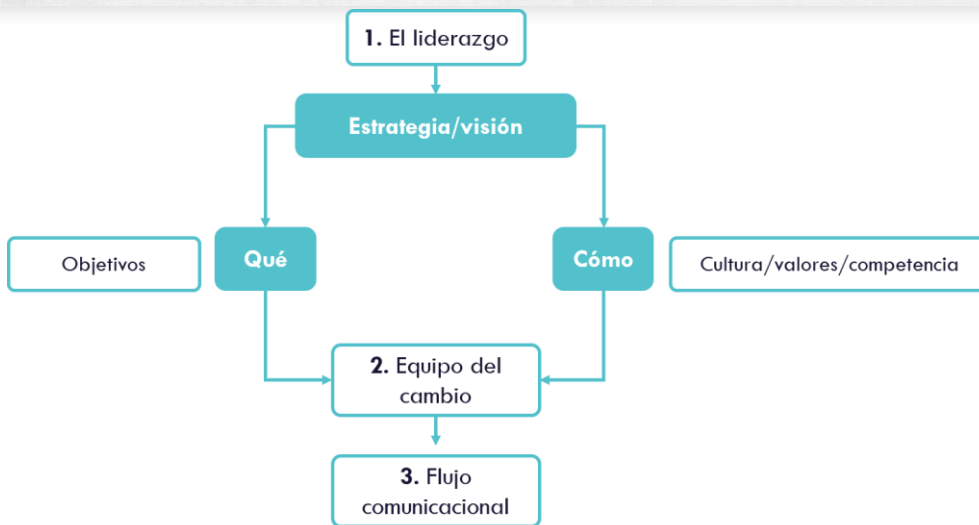 1. El liderazgo
Estrategia/visión
Objetivos
Qué
Cómo
Cultura/valores/competencia
2. Equipo del
cambio
3. Flujo
comunicacional